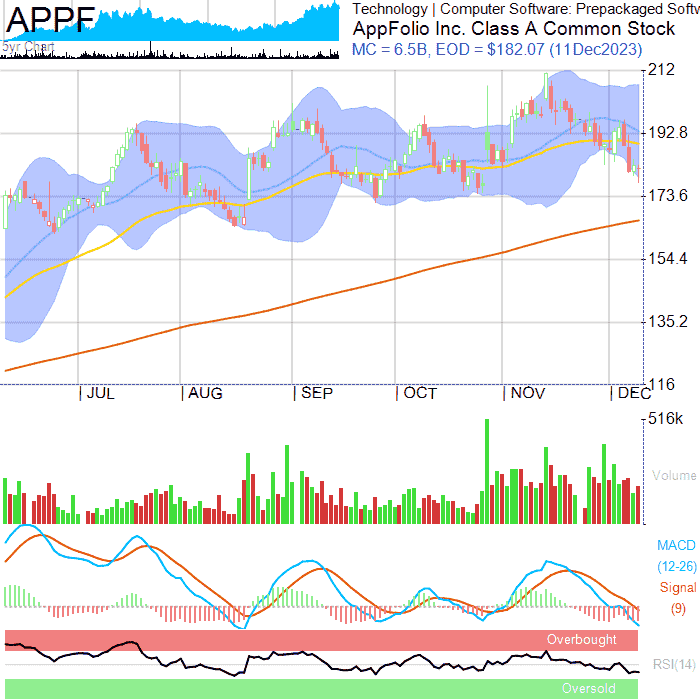 APPF
5yr Chart
Technology | Computer Software: Prepackaged Softw
AppFolio Inc. Class A Common Stock
MC = 6.5B, EOD = $182.07 (11Dec2023)
212
192.8
173.6
154.4
135.2
116
JUL
AUG
SEP
OCT
NOV
DEC
516k
Volume
MACD
(12-26)
Signal
(9)
Overbought
RSI(14)
Oversold